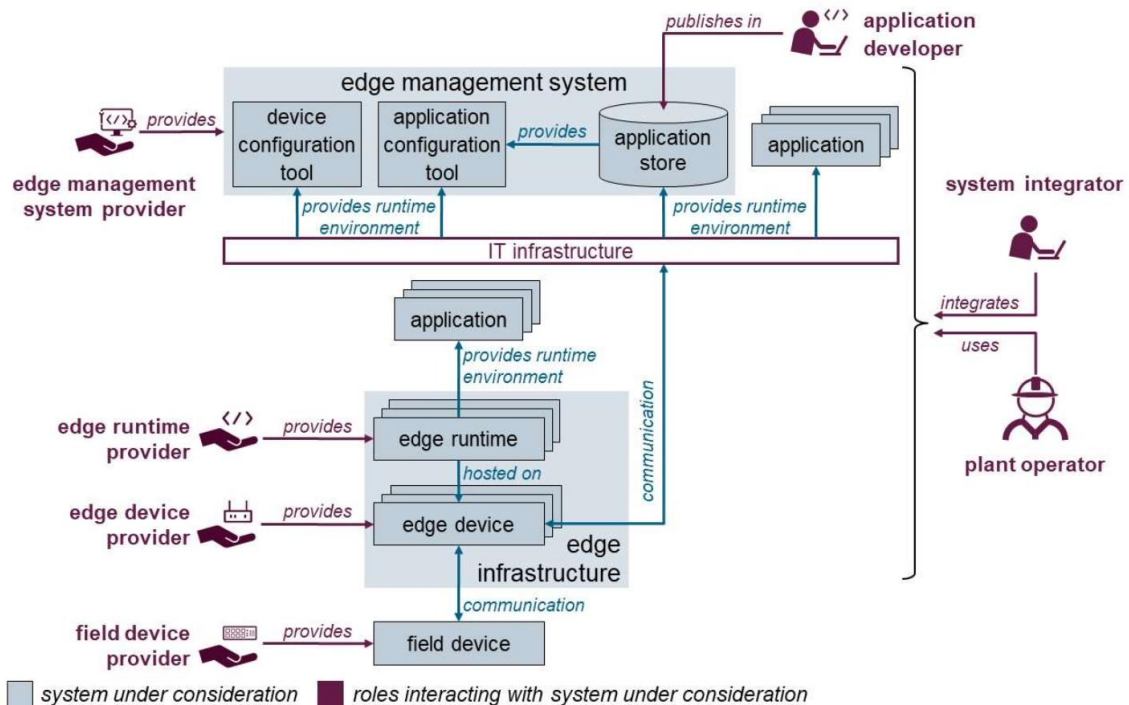 publishes in
</>
application
developer
edge management system
provides
</>
edge management
system provider
device
configuration
tool
application
configuration
tool
provides
application
store
application
system integrator
provides runtime
environment
provides runtime
environment
IT infrastructure
integrates
uses
plant operator
application
provides runtime
environment
communication
edge runtime
provider
</>
provides
edge runtime
hosted on
edge device
provider
provides
edge device
edge
infrastructure
communication
field device
provider
provides
field device
system under consideration
roles interacting with system under consideration